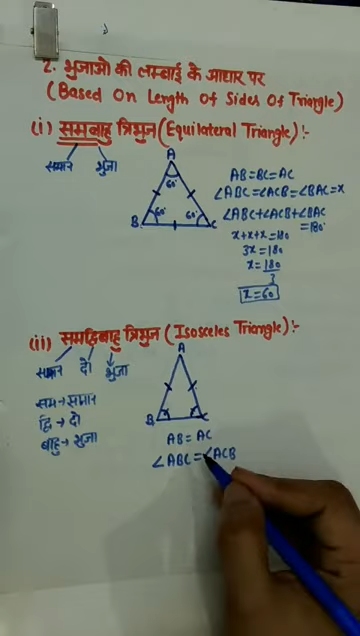 2. भुजाओ की लम्बाई के आधार पर
(Based On Length Of Sides Of Triangle)
(i) समबाहु त्रिभुज (Equilateral Triangle):-
समान भुजा
A
60°
60° 60°
B C
AB=BC=AC
∠ABC=∠ACB=∠BAC=x
∠ABC+∠ACB+∠BAC
=180°
x+x+x=180
3x=180
x=180
3
x=60
(ii) समद्विबाहु त्रिभुज (Isosceles Triangle):-
समान दो भुजा
सम→समान
द्वि→दो
बाहु→भुजा
A
B C
AB=AC
∠ABC=∠ACB